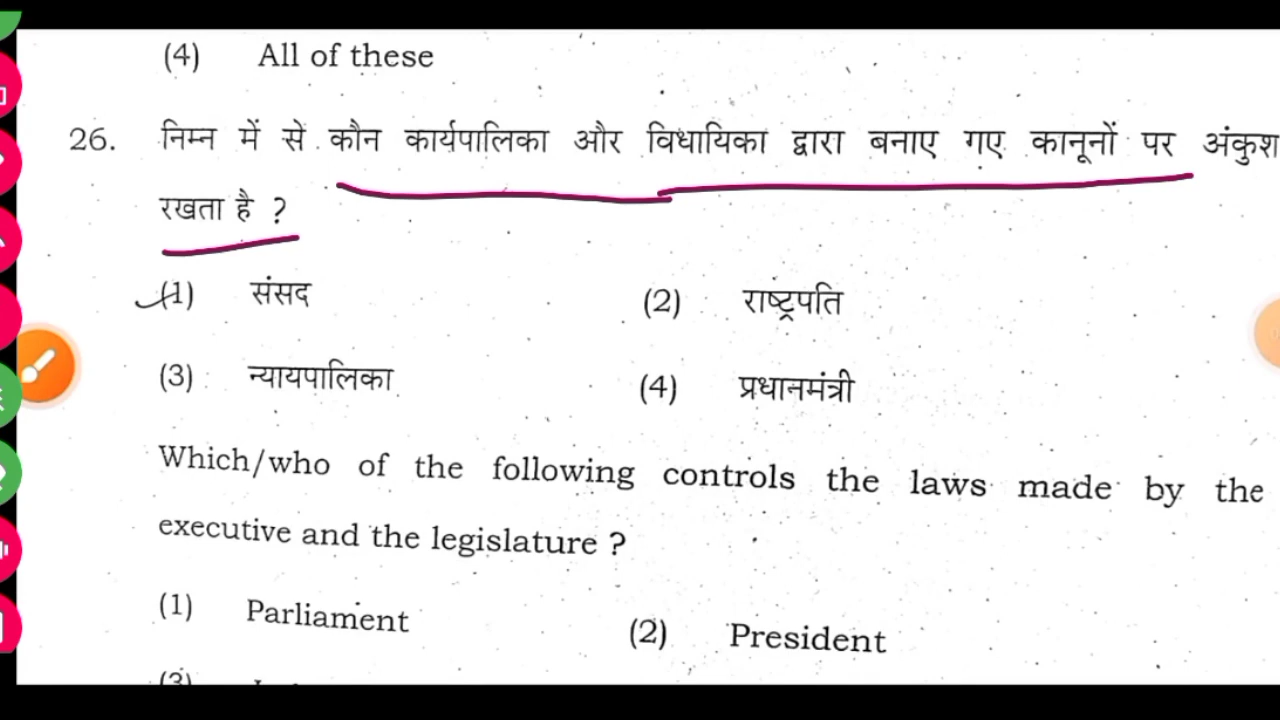 (4) All of these
26. निम्न में से कौन कार्यपालिका और विधायिका द्वारा बनाए गए कानूनों पर अंकुश
रखता है ?
(1) संसद (2) राष्ट्रपति
(3) न्यायपालिका (4) प्रधानमंत्री
Which/who of the following controls the laws made by the
executive and the legislature ?
(1) Parliament (2) President
(3)